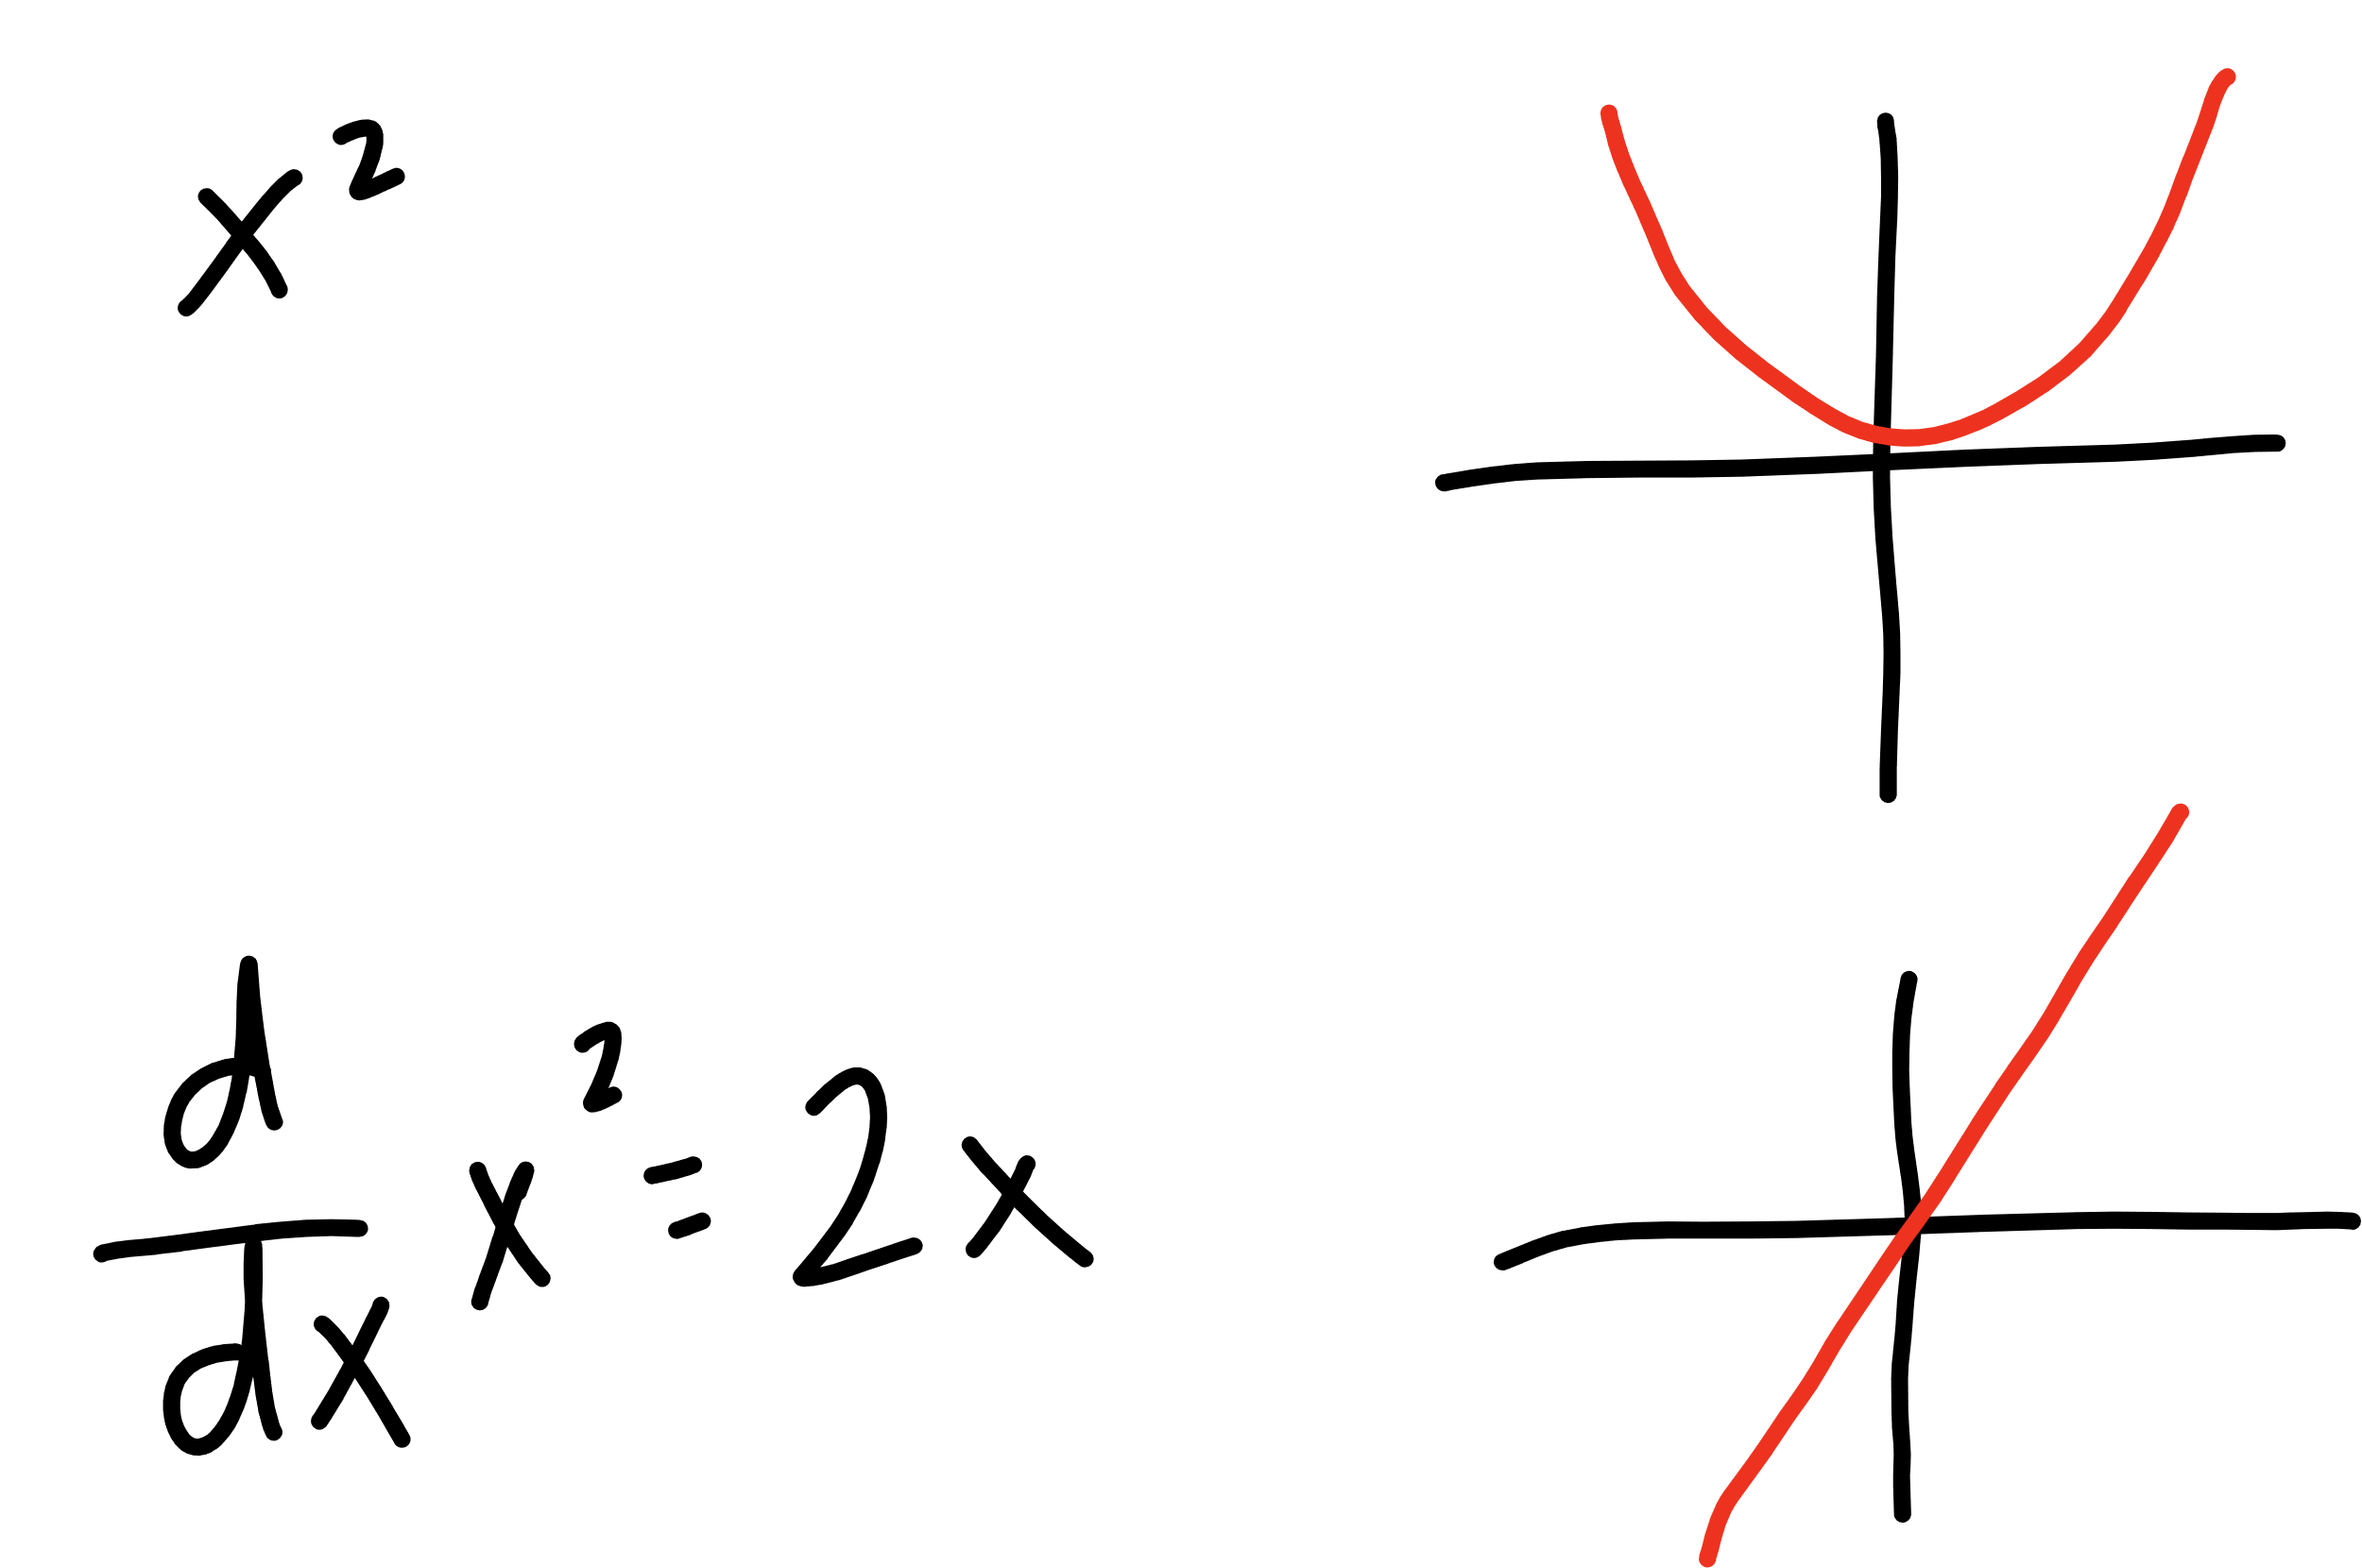 x²
d/dx x² = 2x